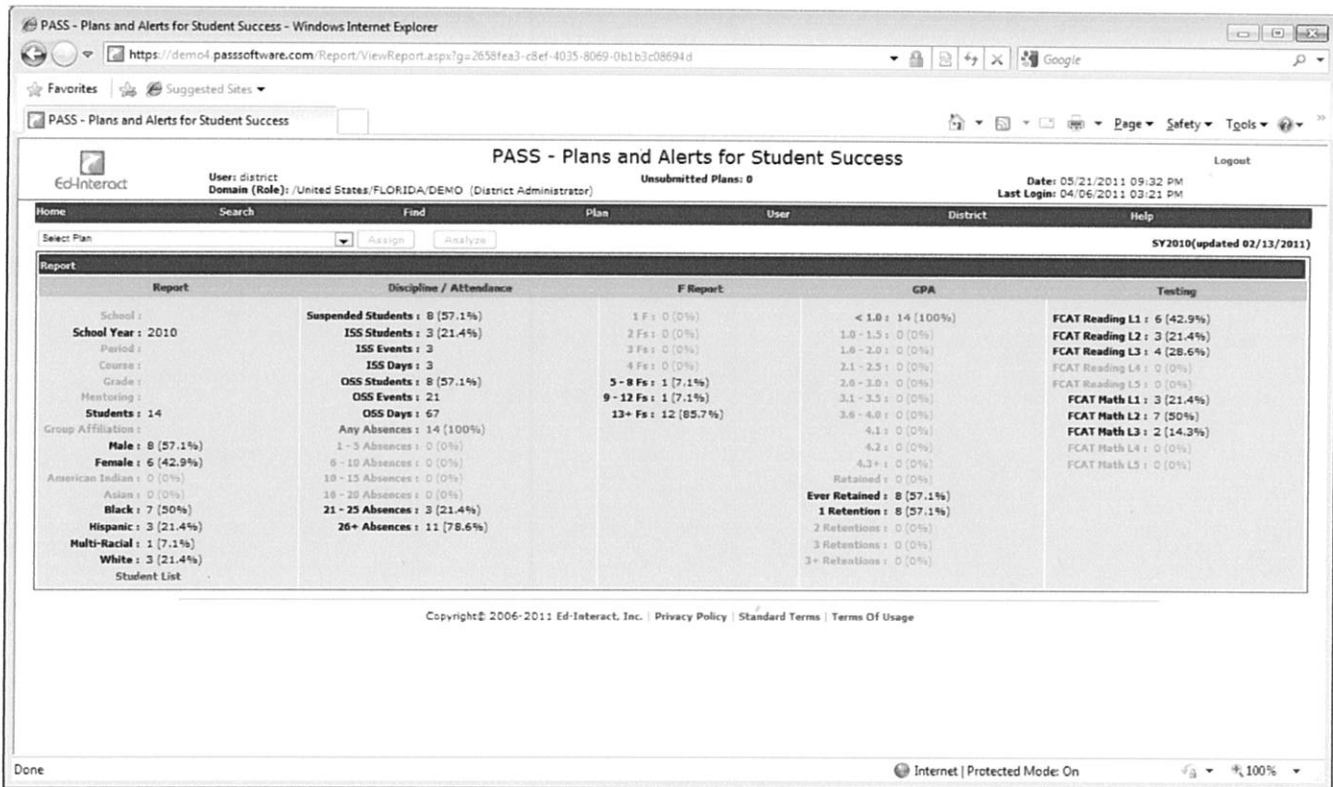 PASS - Plans and Alerts for Student Success - Windows Internet Explorer
https://demo4.passsoftware.com/Report/ViewReport.aspx?g=2658fea3-c8ef-4035-8069-0b1b3c08694d
Google
Favorites
Suggested Sites
PASS - Plans and Alerts for Student Success
Page Safety Tools
PASS - Plans and Alerts for Student Success
Logout
Ed-Interact
User: district
Unsubmitted Plans: 0
Date: 05/21/2011 09:32 PM
Domain (Role): /United States/FLORIDA/DEMO (District Administrator)
Last Login: 04/06/2011 03:21 PM
Home Search Find Plan User District Help
Select Plan Assign Analyze SY2010(updated 02/13/2011)
Report
Report
School :
School Year : 2010
Period :
Course :
Grade :
Mentoring :
Students : 14
Group Affiliation :
Male : 8 (57.1%)
Female : 6 (42.9%)
American Indian : 0 (0%)
Asian : 0 (0%)
Black : 7 (50%)
Hispanic : 3 (21.4%)
Multi-Racial : 1 (7.1%)
White : 3 (21.4%)
Student List
Discipline / Attendance
Suspended Students : 8 (57.1%)
ISS Students : 3 (21.4%)
ISS Events : 3
ISS Days : 3
OSS Students : 8 (57.1%)
OSS Events : 21
OSS Days : 67
Any Absences : 14 (100%)
1 - 5 Absences : 0 (0%)
6 - 10 Absences : 0 (0%)
10 - 15 Absences : 0 (0%)
16 - 20 Absences : 0 (0%)
21 - 25 Absences : 3 (21.4%)
26+ Absences : 11 (78.6%)
F Report
1 F : 0 (0%)
2 Fs : 0 (0%)
3 Fs : 0 (0%)
4 Fs : 0 (0%)
5 - 8 Fs : 1 (7.1%)
9 - 12 Fs : 1 (7.1%)
13+ Fs : 12 (85.7%)
GPA
< 1.0 : 14 (100%)
1.0 - 1.5 : 0 (0%)
1.6 - 2.0 : 0 (0%)
2.1 - 2.5 : 0 (0%)
2.6 - 3.0 : 0 (0%)
3.1 - 3.5 : 0 (0%)
3.6 - 4.0 : 0 (0%)
4.1 : 0 (0%)
4.2 : 0 (0%)
4.3+ : 0 (0%)
Retained : 0 (0%)
Ever Retained : 8 (57.1%)
1 Retention : 8 (57.1%)
2 Retentions : 0 (0%)
3 Retentions : 0 (0%)
3+ Retentions : 0 (0%)
Testing
FCAT Reading L1 : 6 (42.9%)
FCAT Reading L2 : 3 (21.4%)
FCAT Reading L3 : 4 (28.6%)
FCAT Reading L4 : 0 (0%)
FCAT Reading L5 : 0 (0%)
FCAT Math L1 : 3 (21.4%)
FCAT Math L2 : 7 (50%)
FCAT Math L3 : 2 (14.3%)
FCAT Math L4 : 0 (0%)
FCAT Math L5 : 0 (0%)
Copyright© 2006-2011 Ed-Interact, Inc. | Privacy Policy | Standard Terms | Terms Of Usage
Done
Internet | Protected Mode: On
100%